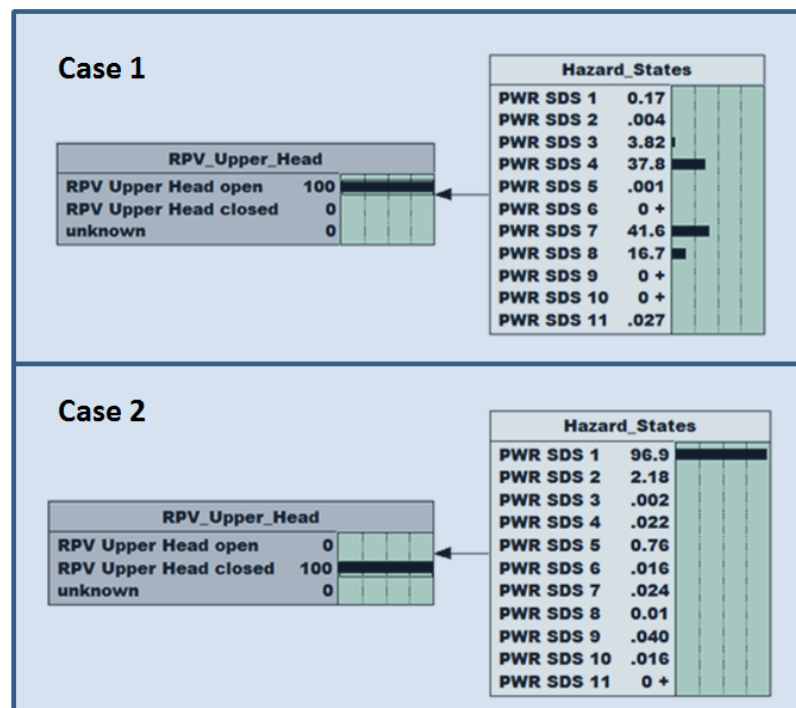 Case 1
Hazard_States
PWR SDS 1 0.17
PWR SDS 2 .004
PWR SDS 3 3.82
PWR SDS 4 37.8
PWR SDS 5 .001
PWR SDS 6 0 +
PWR SDS 7 41.6
PWR SDS 8 16.7
PWR SDS 9 0 +
PWR SDS 10 0 +
PWR SDS 11 .027
RPV_Upper_Head
RPV Upper Head open 100
RPV Upper Head closed 0
unknown 0
Case 2
Hazard_States
PWR SDS 1 96.9
PWR SDS 2 2.18
PWR SDS 3 .002
PWR SDS 4 .022
PWR SDS 5 0.76
PWR SDS 6 .016
PWR SDS 7 .024
PWR SDS 8 0.01
PWR SDS 9 .040
PWR SDS 10 .016
PWR SDS 11 0 +
RPV_Upper_Head
RPV Upper Head open 0
RPV Upper Head closed 100
unknown 0